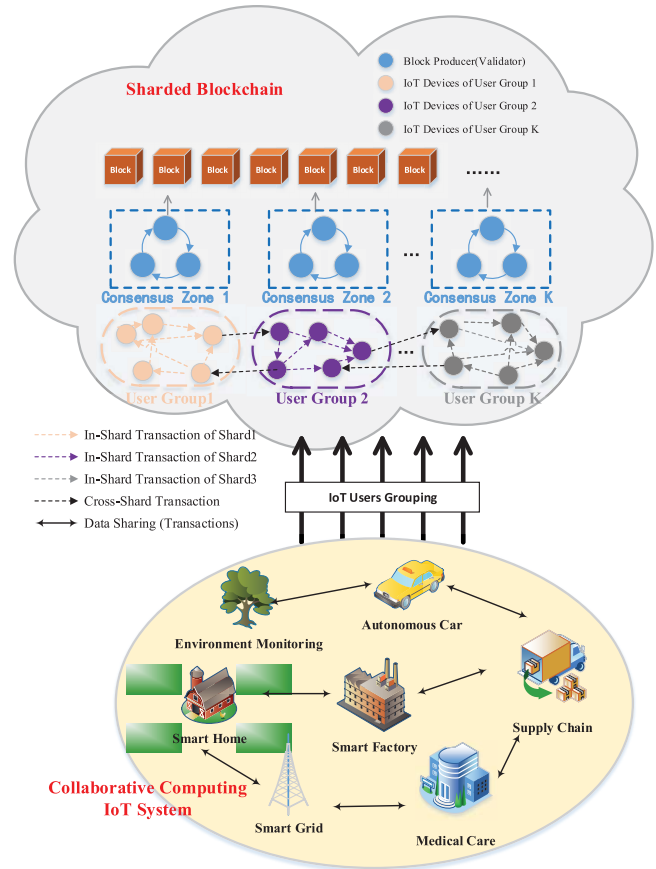 Block Producer(Validator)
Sharded Blockchain
IoT Devices of User Group 1
IoT Devices of User Group 2
IoT Devices of User Group K
Block Block Block Block Block Block Block ......
...
Consensus Zone 1 Consensus Zone 2 Consensus Zone K
...
User Group1 User Group 2 User Group K
In-Shard Transaction of Shard1
In-Shard Transaction of Shard2
In-Shard Transaction of Shard3
Cross-Shard Transaction
Data Sharing (Transactions)
IoT Users Grouping
Autonomous Car
Environment Monitoring
Supply Chain
Smart Home
Smart Factory
Collaborative Computing
IoT System
Smart Grid
Medical Care